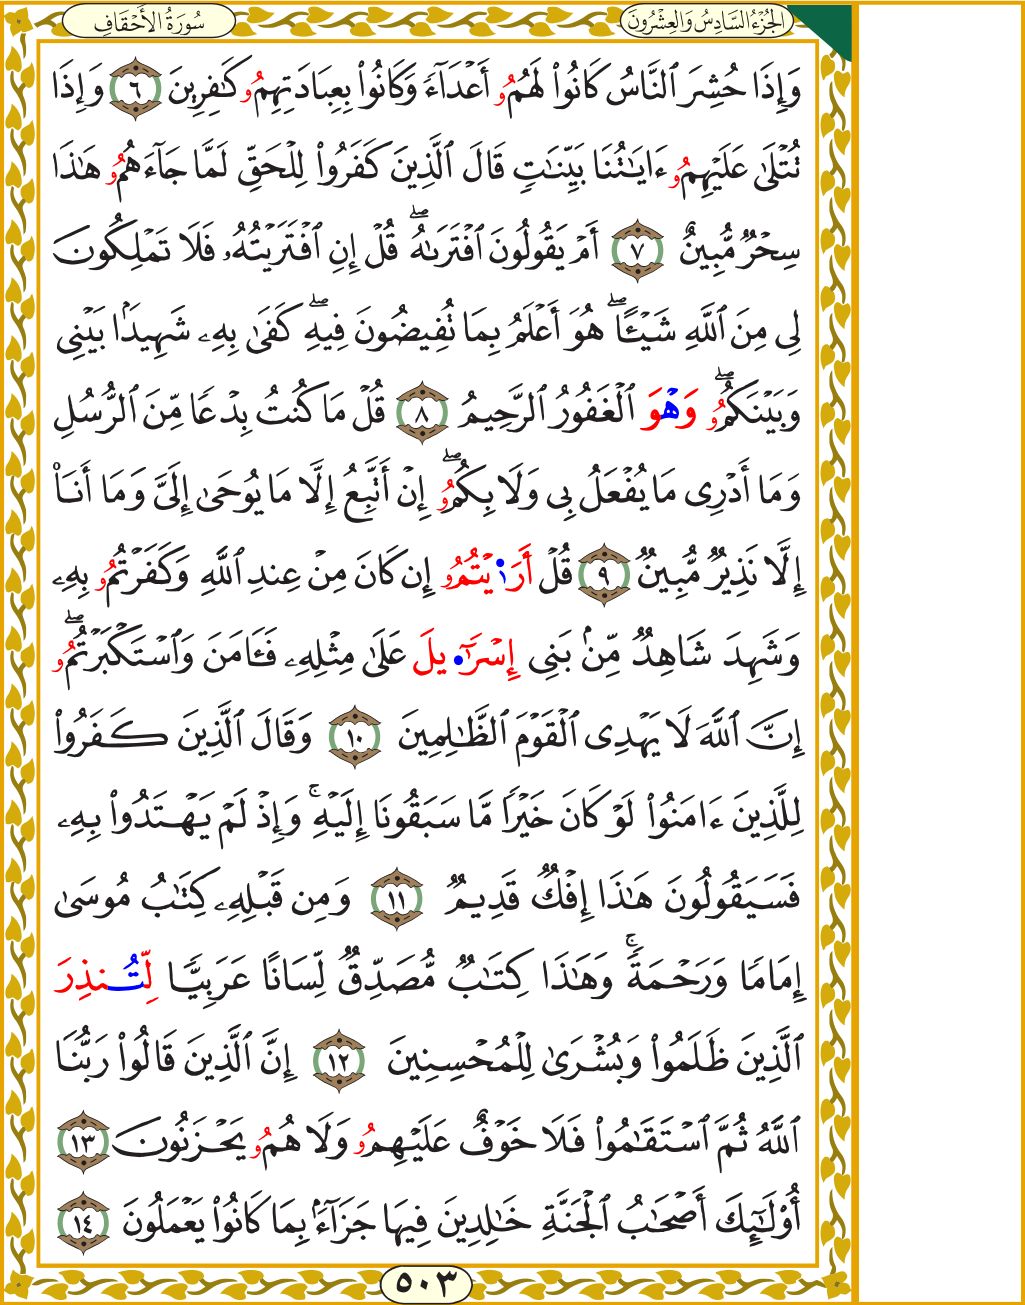 الجُزْءُ السَّادِسُ وَالعِشْرُونَ
سُورَةُ الأَحْقَافِ
وَإِذَا حُشِرَ ٱلنَّاسُ كَانُواْ لَهُمُۥٓ أَعْدَآءٗ وَكَانُواْ بِعِبَادَتِهِمُۥ كَٰفِرِينَ ٦ وَإِذَا
تُتْلَىٰ عَلَيْهِمُۥٓ ءَايَٰتُنَا بَيِّنَٰتٖ قَالَ ٱلَّذِينَ كَفَرُواْ لِلْحَقِّ لَمَّا جَآءَهُمُۥ هَٰذَا
سِحْرٞ مُّبِينٌ ٧ أَمْ يَقُولُونَ ٱفْتَرَىٰهُۖ قُلْ إِنِ ٱفْتَرَيْتُهُۥ فَلَا تَمْلِكُونَ
لِى مِنَ ٱللَّهِ شَيْـًٔاۖ هُوَ أَعْلَمُ بِمَا تُفِيضُونَ فِيهِۖ كَفَىٰ بِهِۦ شَهِيدَۢا بَيْنِى
وَبَيْنَكُمُۥۖ وَهْوَ ٱلْغَفُورُ ٱلرَّحِيمُ ٨ قُلْ مَا كُنتُ بِدْعٗا مِّنَ ٱلرُّسُلِ
وَمَا أَدْرِى مَا يُفْعَلُ بِى وَلَا بِكُمُۥٓۖ إِنْ أَتَّبِعُ إِلَّا مَا يُوحَىٰ إِلَىَّ وَمَا أَنَا۠
إِلَّا نَذِيرٞ مُّبِينٞ ٩ قُلْ أَرَا۬يْتُمُۥٓ إِن كَانَ مِنْ عِندِ ٱللَّهِ وَكَفَرْتُمُۥ بِهِۦ
وَشَهِدَ شَاهِدٞ مِّنۢ بَنِى إِسْرَآ•يلَ عَلَىٰ مِثْلِهِۦ فَـَٔامَنَ وَٱسْتَكْبَرْتُمُۥٓۖ
إِنَّ ٱللَّهَ لَا يَهْدِى ٱلْقَوْمَ ٱلظَّٰلِمِينَ ١٠ وَقَالَ ٱلَّذِينَ كَفَرُواْ
لِلَّذِينَ ءَامَنُواْ لَوْ كَانَ خَيْرٗا مَّا سَبَقُونَا إِلَيْهِۚ وَإِذْ لَمْ يَهْتَدُواْ بِهِۦ
فَسَيَقُولُونَ هَٰذَا إِفْكٞ قَدِيمٞ ١١ وَمِن قَبْلِهِۦ كِتَٰبُ مُوسَىٰ
إِمَامٗا وَرَحْمَةٗۚ وَهَٰذَا كِتَٰبٞ مُّصَدِّقٞ لِّسَانًا عَرَبِيّٗا لِّتُنذِرَ
ٱلَّذِينَ ظَلَمُواْ وَبُشْرَىٰ لِلْمُحْسِنِينَ ١٢ إِنَّ ٱلَّذِينَ قَالُواْ رَبُّنَا
ٱللَّهُ ثُمَّ ٱسْتَقَٰمُواْ فَلَا خَوْفٌ عَلَيْهِمُۥ وَلَا هُمُۥ يَحْزَنُونَ ١٣
أُوْلَٰٓئِكَ أَصْحَٰبُ ٱلْجَنَّةِ خَٰلِدِينَ فِيهَا جَزَآءَۢ بِمَا كَانُواْ يَعْمَلُونَ ١٤
٥٠٣